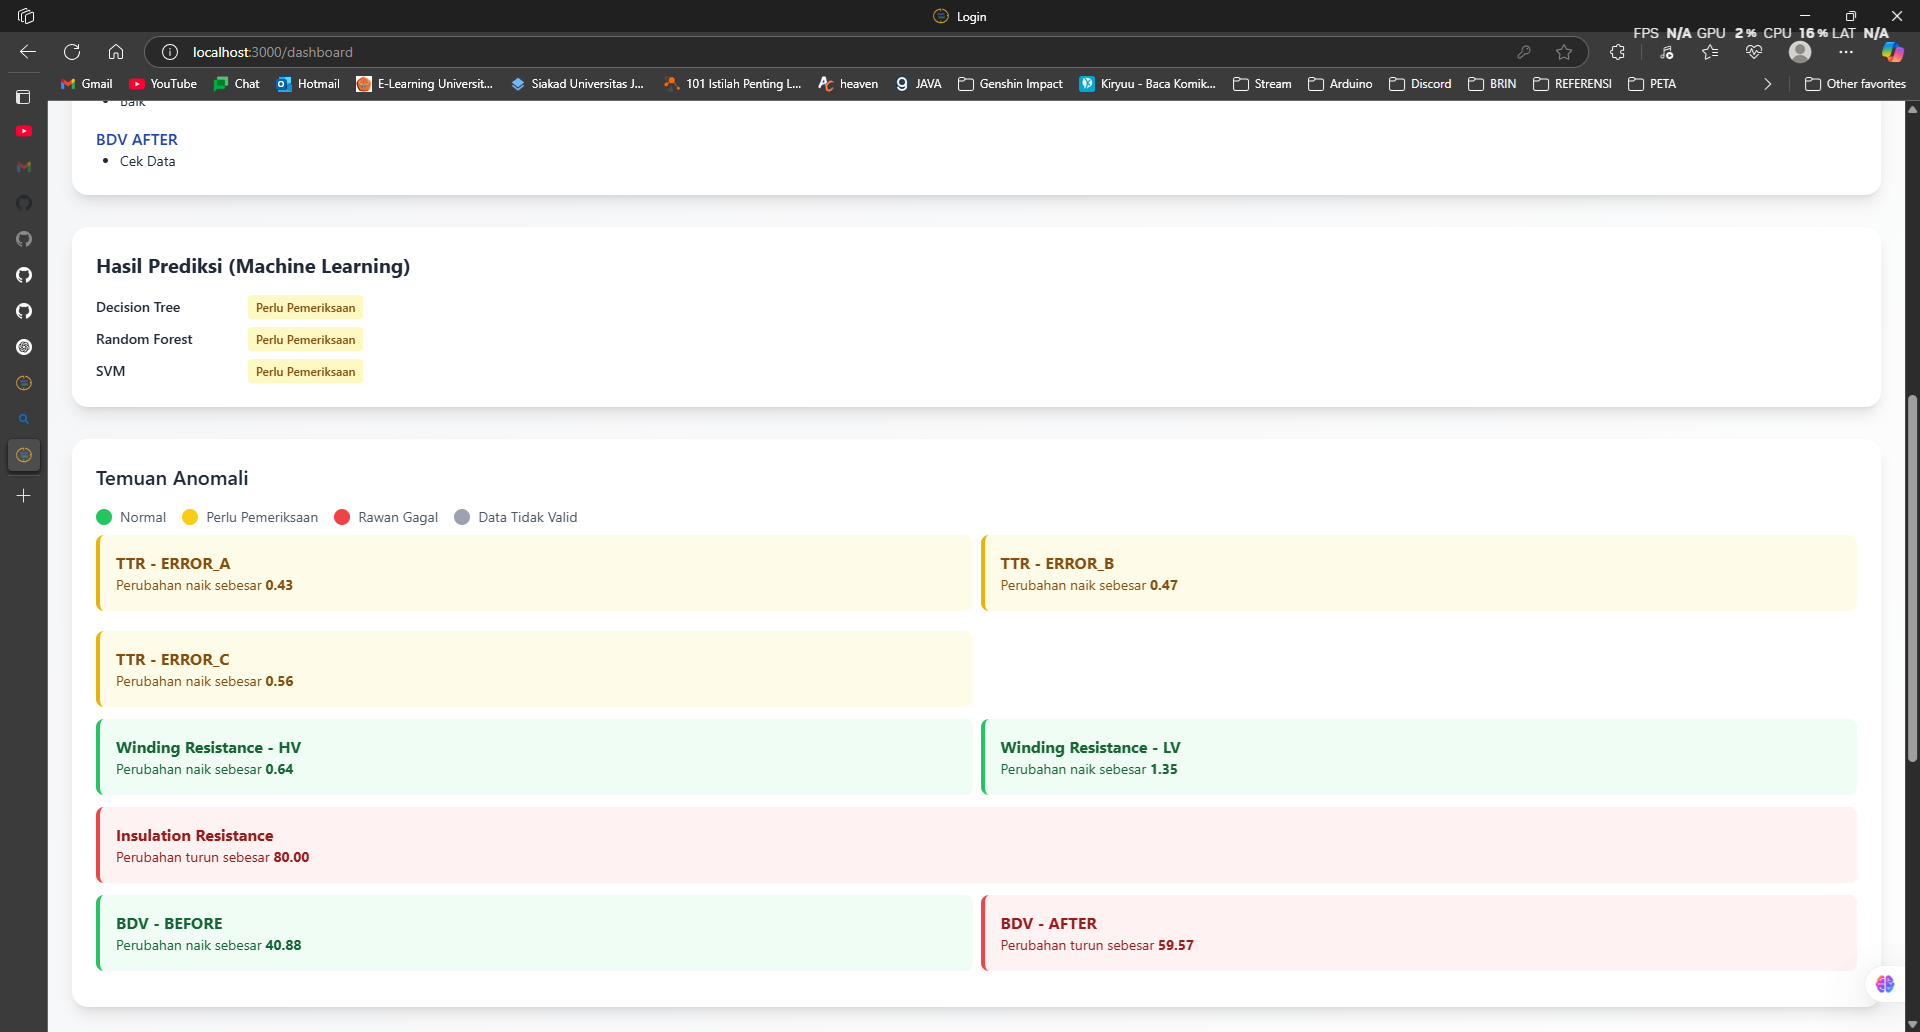 Login
FPS N/A GPU 2% CPU 16% LAT N/A
localhost:3000/dashboard
Gmail YouTube Chat Hotmail E-Learning Universit... Siakad Universitas J... 101 Istilah Penting L... heaven JAVA Genshin Impact Kiryuu - Baca Komik... Stream Arduino Discord BRIN REFERENSI PETA Other favorites
Baik
BDV AFTER
Cek Data
Hasil Prediksi (Machine Learning)
Decision Tree Perlu Pemeriksaan
Random Forest Perlu Pemeriksaan
SVM Perlu Pemeriksaan
Temuan Anomali
Normal Perlu Pemeriksaan Rawan Gagal Data Tidak Valid
TTR - ERROR_A
Perubahan naik sebesar 0.43
TTR - ERROR_B
Perubahan naik sebesar 0.47
TTR - ERROR_C
Perubahan naik sebesar 0.56
Winding Resistance - HV
Perubahan naik sebesar 0.64
Winding Resistance - LV
Perubahan naik sebesar 1.35
Insulation Resistance
Perubahan turun sebesar 80.00
BDV - BEFORE
Perubahan naik sebesar 40.88
BDV - AFTER
Perubahan turun sebesar 59.57